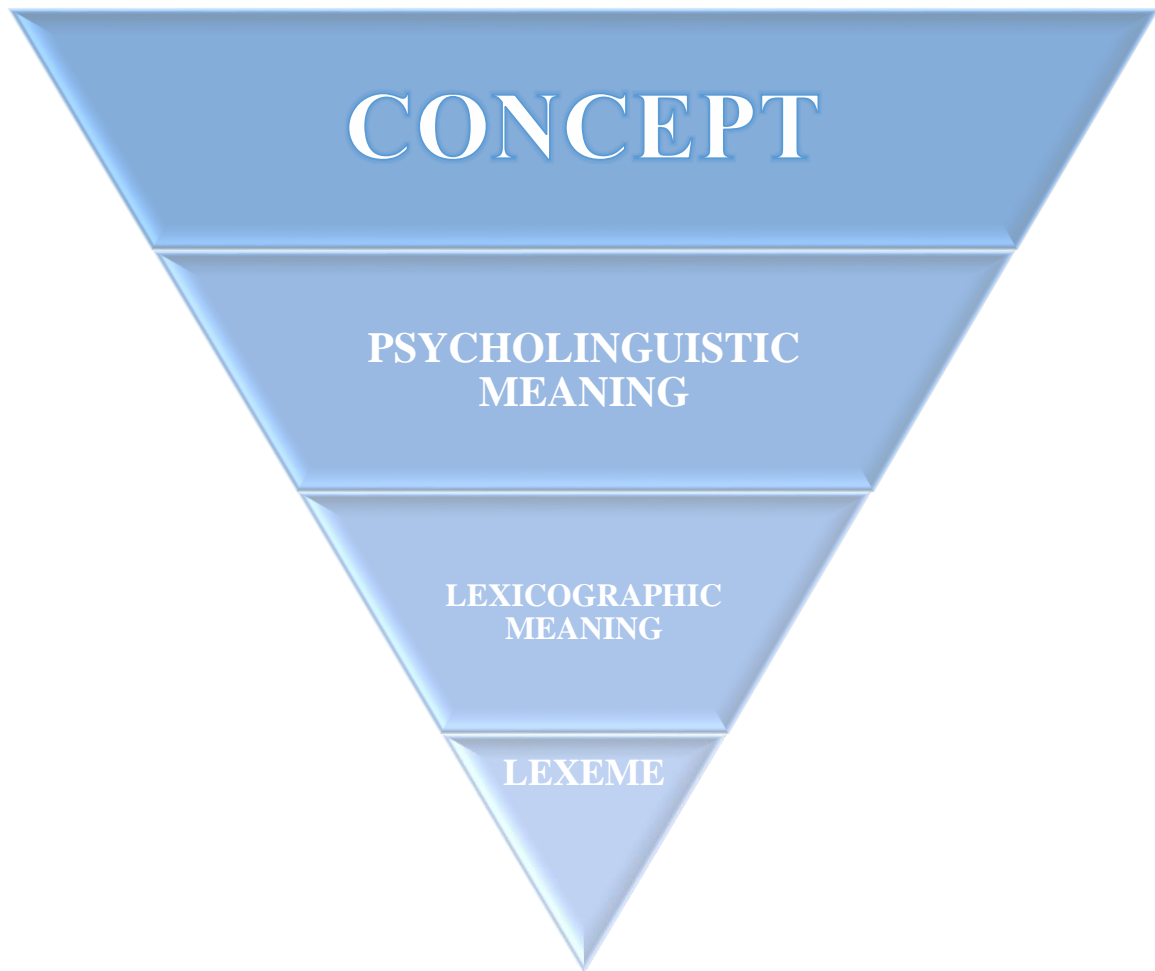 CONCEPT
PSYCHOLINGUISTIC
MEANING
LEXICOGRAPHIC
MEANING
LEXEME